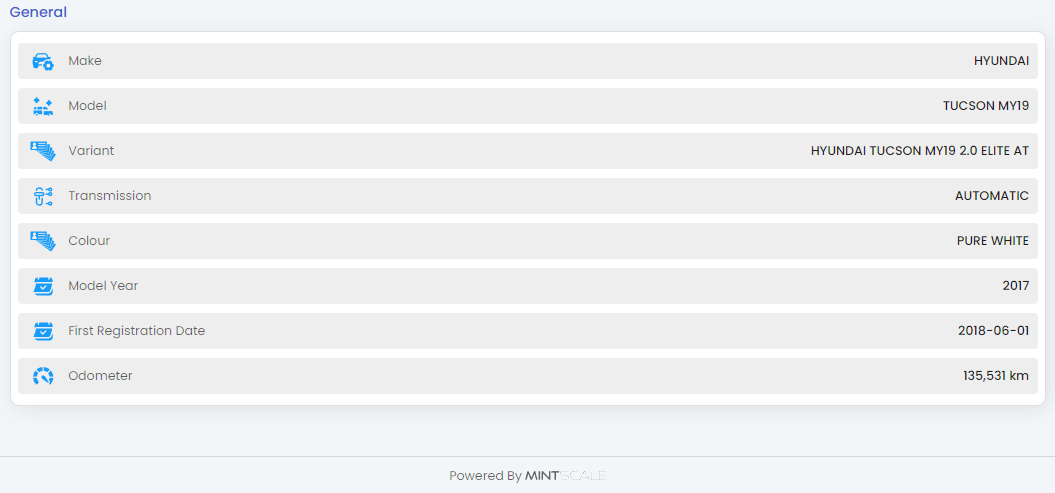 General
Make HYUNDAI
Model TUCSON MY19
Variant HYUNDAI TUCSON MY19 2.0 ELITE AT
Transmission AUTOMATIC
Colour PURE WHITE
Model Year 2017
First Registration Date 2018-06-01
Odometer 135,531 km
Powered By MINTSCALE